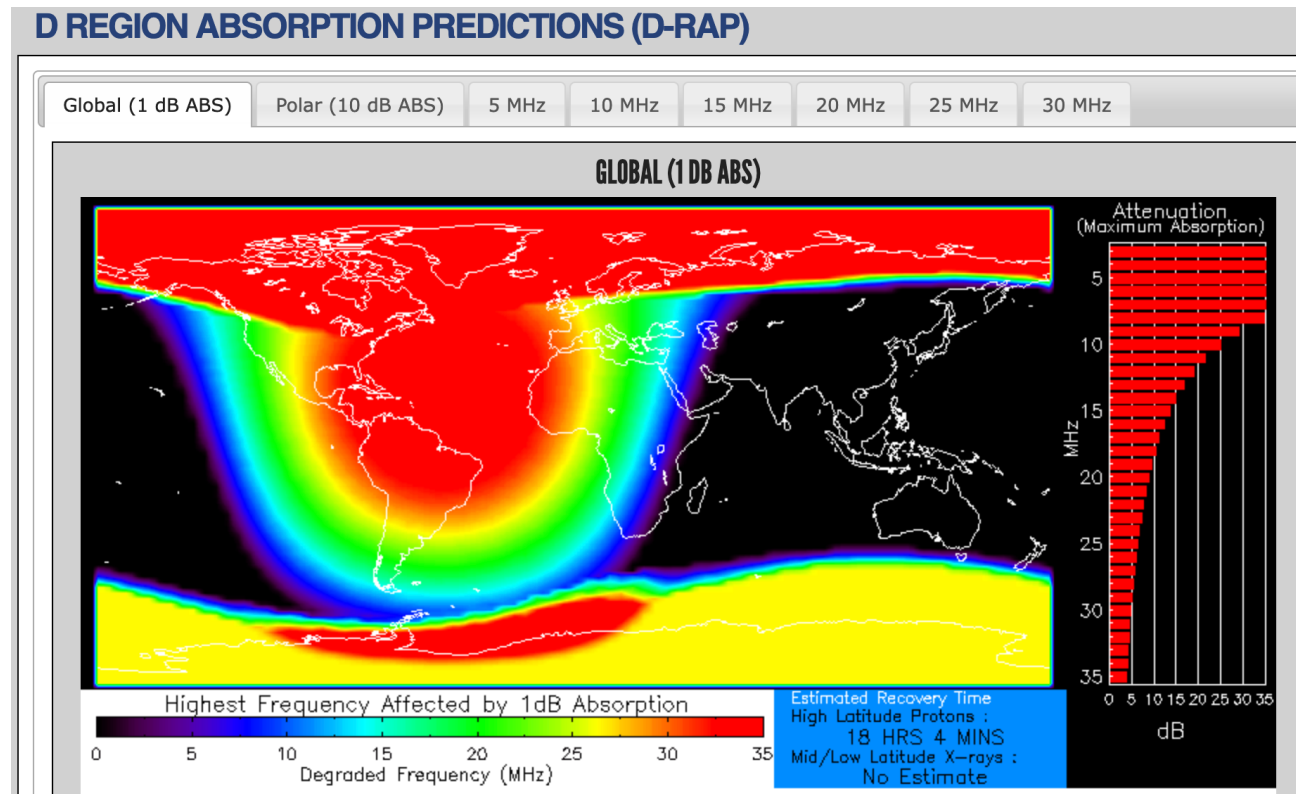 D REGION ABSORPTION PREDICTIONS (D-RAP)
Global (1 dB ABS) Polar (10 dB ABS) 5 MHz 10 MHz 15 MHz 20 MHz 25 MHz 30 MHz
GLOBAL (1 DB ABS)
Attenuation
(Maximum Absorption)
5
10
15
MHz
20
25
30
35
0 5 10 15 20 25 30 35
dB
Highest Frequency Affected by 1dB Absorption
0 5 10 15 20 25 30 35
Degraded Frequency (MHz)
Estimated Recovery Time
High Latitude Protons :
18 HRS 4 MINS
Mid/Low Latitude X-rays :
No Estimate